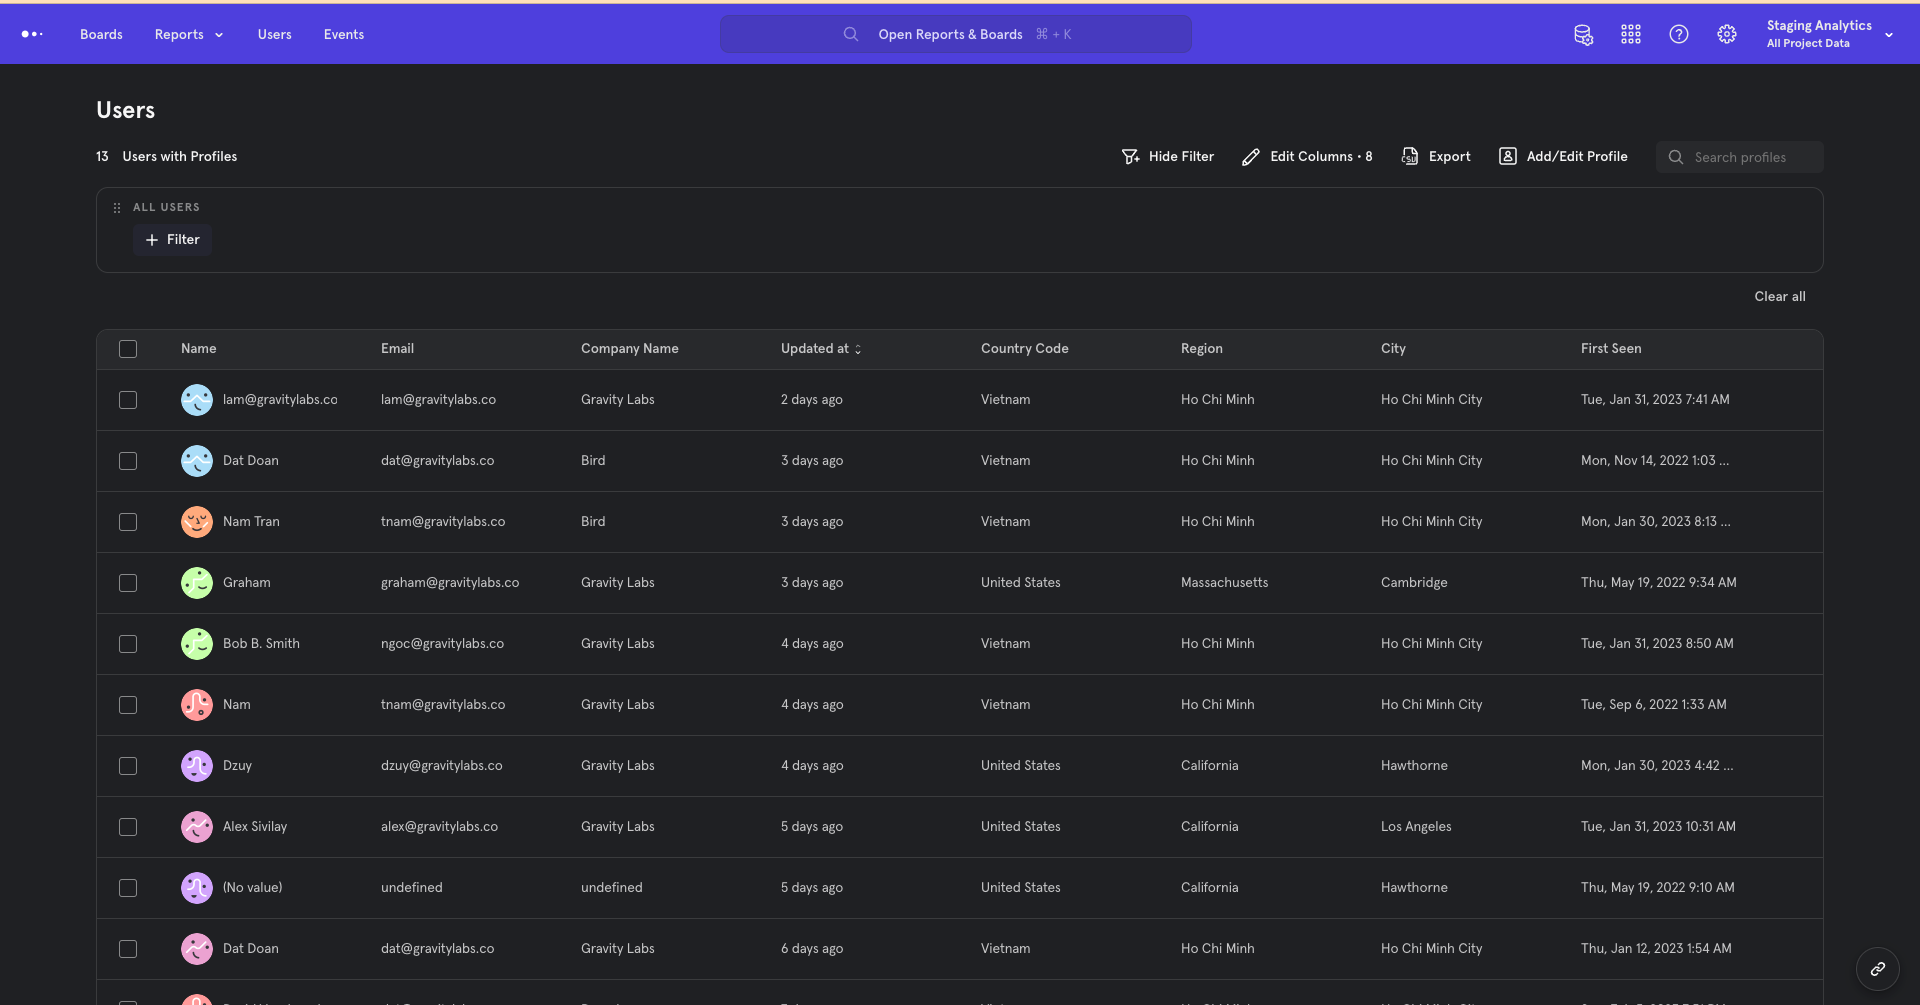 Boards Reports Users Events Open Reports & Boards ⌘ + K Staging Analytics
All Project Data
Users
13 Users with Profiles Hide Filter Edit Columns • 8 CSV Export Add/Edit Profile Search profiles
ALL USERS
+ Filter
Clear all
Name Email Company Name Updated at Country Code Region City First Seen
lam@gravitylabs.co lam@gravitylabs.co Gravity Labs 2 days ago Vietnam Ho Chi Minh Ho Chi Minh City Tue, Jan 31, 2023 7:41 AM
Dat Doan dat@gravitylabs.co Bird 3 days ago Vietnam Ho Chi Minh Ho Chi Minh City Mon, Nov 14, 2022 1:03 ...
Nam Tran tnam@gravitylabs.co Bird 3 days ago Vietnam Ho Chi Minh Ho Chi Minh City Mon, Jan 30, 2023 8:13 ...
Graham graham@gravitylabs.co Gravity Labs 3 days ago United States Massachusetts Cambridge Thu, May 19, 2022 9:34 AM
Bob B. Smith ngoc@gravitylabs.co Gravity Labs 4 days ago Vietnam Ho Chi Minh Ho Chi Minh City Tue, Jan 31, 2023 8:50 AM
Nam tnam@gravitylabs.co Gravity Labs 4 days ago Vietnam Ho Chi Minh Ho Chi Minh City Tue, Sep 6, 2022 1:33 AM
Dzuy dzuy@gravitylabs.co Gravity Labs 4 days ago United States California Hawthorne Mon, Jan 30, 2023 4:42 ...
Alex Sivilay alex@gravitylabs.co Gravity Labs 5 days ago United States California Los Angeles Tue, Jan 31, 2023 10:31 AM
(No value) undefined undefined 5 days ago United States California Hawthorne Thu, May 19, 2022 9:10 AM
Dat Doan dat@gravitylabs.co Gravity Labs 6 days ago Vietnam Ho Chi Minh Ho Chi Minh City Thu, Jan 12, 2023 1:54 AM